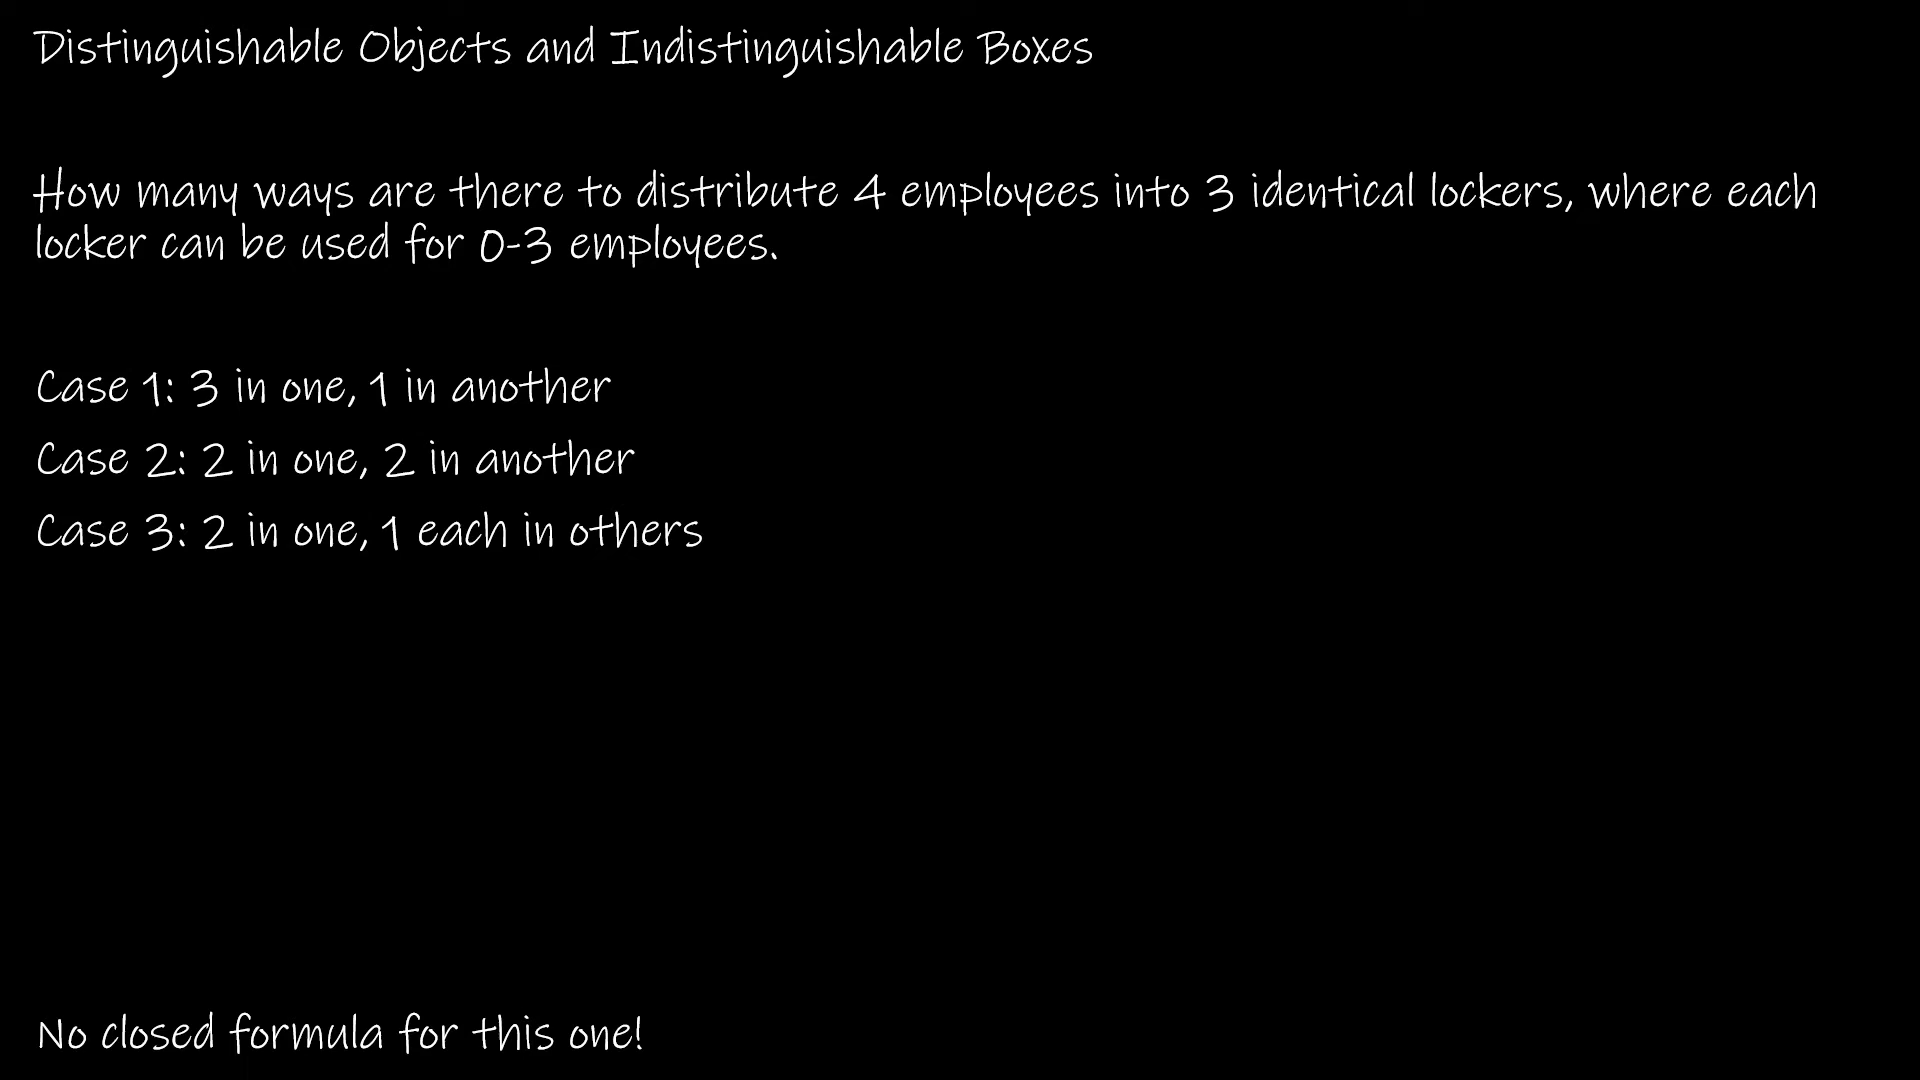 Distinguishable Objects and Indistinguishable Boxes
How many ways are there to distribute 4 employees into 3 identical lockers, where each
locker can be used for 0-3 employees.
Case 1: 3 in one, 1 in another
Case 2: 2 in one, 2 in another
Case 3: 2 in one, 1 each in others
No closed formula for this one!